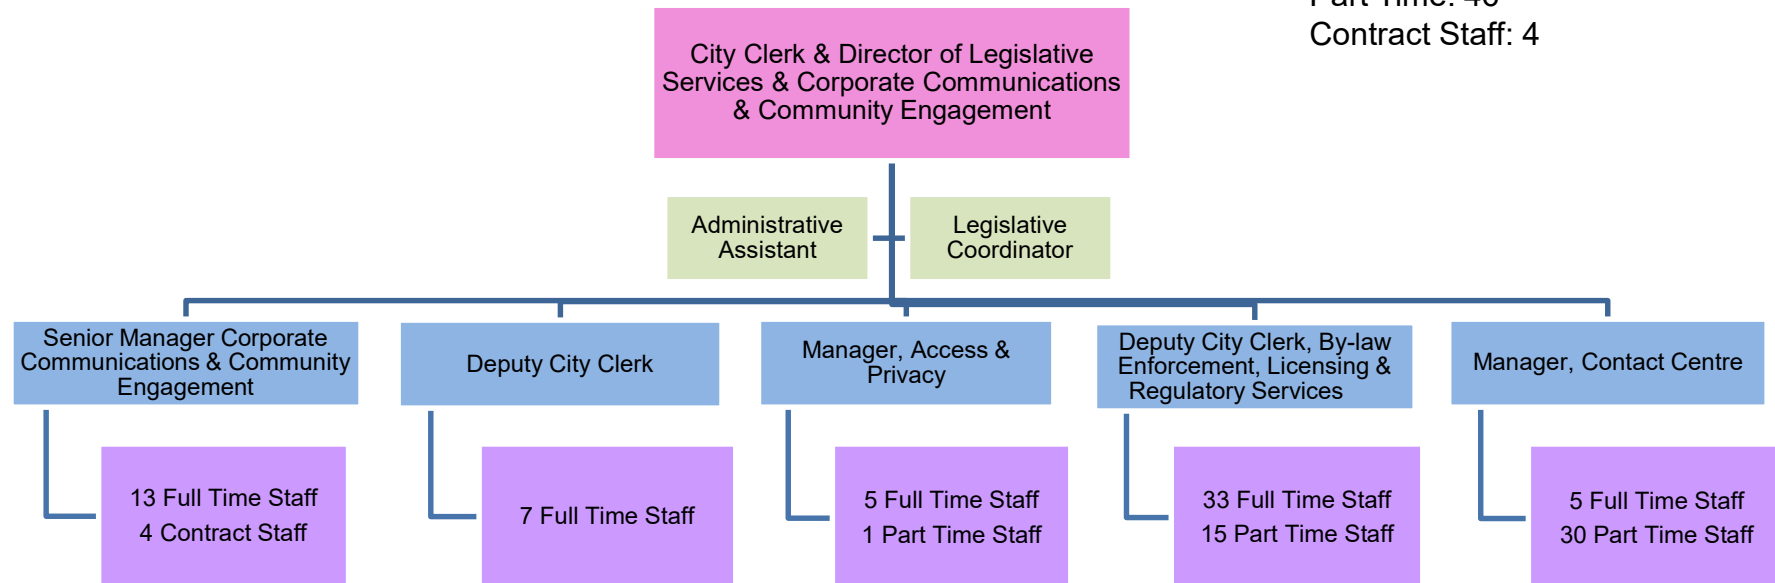 Part Time: 46
Contract Staff: 4
City Clerk & Director of Legislative
Services & Corporate Communications
& Community Engagement
Administrative
Assistant
Legislative
Coordinator
Senior Manager Corporate
Communications & Community
Engagement
Deputy City Clerk
Manager, Access &
Privacy
Deputy City Clerk, By-law
Enforcement, Licensing &
Regulatory Services
Manager, Contact Centre
13 Full Time Staff
4 Contract Staff
7 Full Time Staff
5 Full Time Staff
1 Part Time Staff
33 Full Time Staff
15 Part Time Staff
5 Full Time Staff
30 Part Time Staff